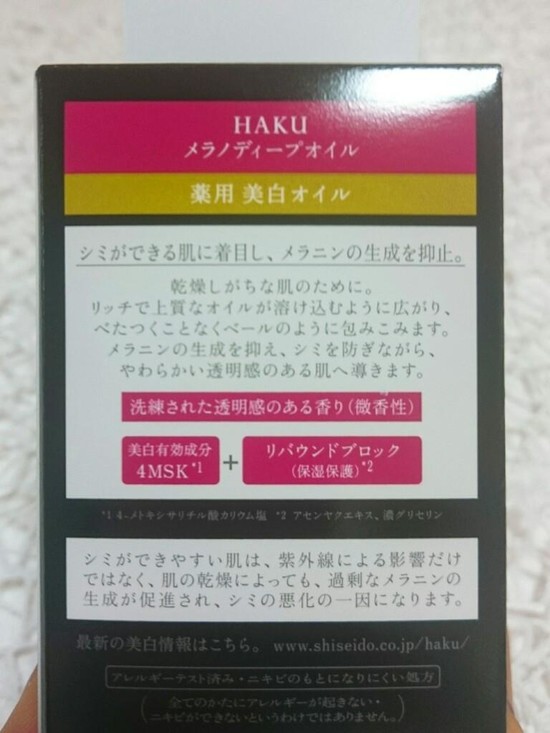 HAKU
メラノディープオイル
薬用 美白オイル
シミができる肌に着目し、メラニンの生成を抑止。
乾燥しがちな肌のために。
リッチで上質なオイルが溶け込むように広がり、
べたつくことなくベールのように包みこみます。
メラニンの生成を抑え、シミを防ぎながら、
やわらかい透明感のある肌へ導きます。
洗練された透明感のある香り(微香性)
美白有効成分
4MSK*1
+
リバウンドブロック
(保湿保護)*2
*1 4-メトキシサリチル酸カリウム塩 *2 アセンヤクエキス、濃グリセリン
シミができやすい肌は、紫外線による影響だけ
ではなく、肌の乾燥によっても、過剰なメラニンの
生成が促進され、シミの悪化の一因になります。
最新の美白情報はこちら。 www.shiseido.co.jp/haku/
アレルギーテスト済み・ニキビのもとになりにくい処方
(全てのかたにアレルギーが起きない・
ニキビができないというわけではありません。)